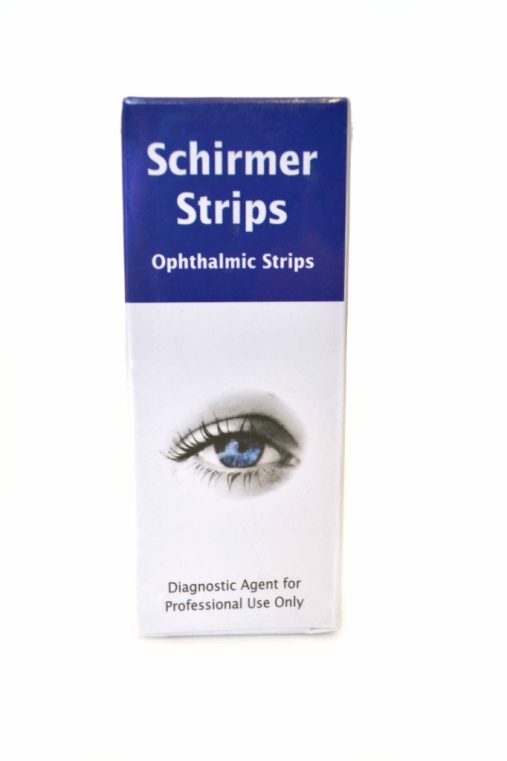 Schirmer
Strips
Ophthalmic Strips
Diagnostic Agent for
Professional Use Only